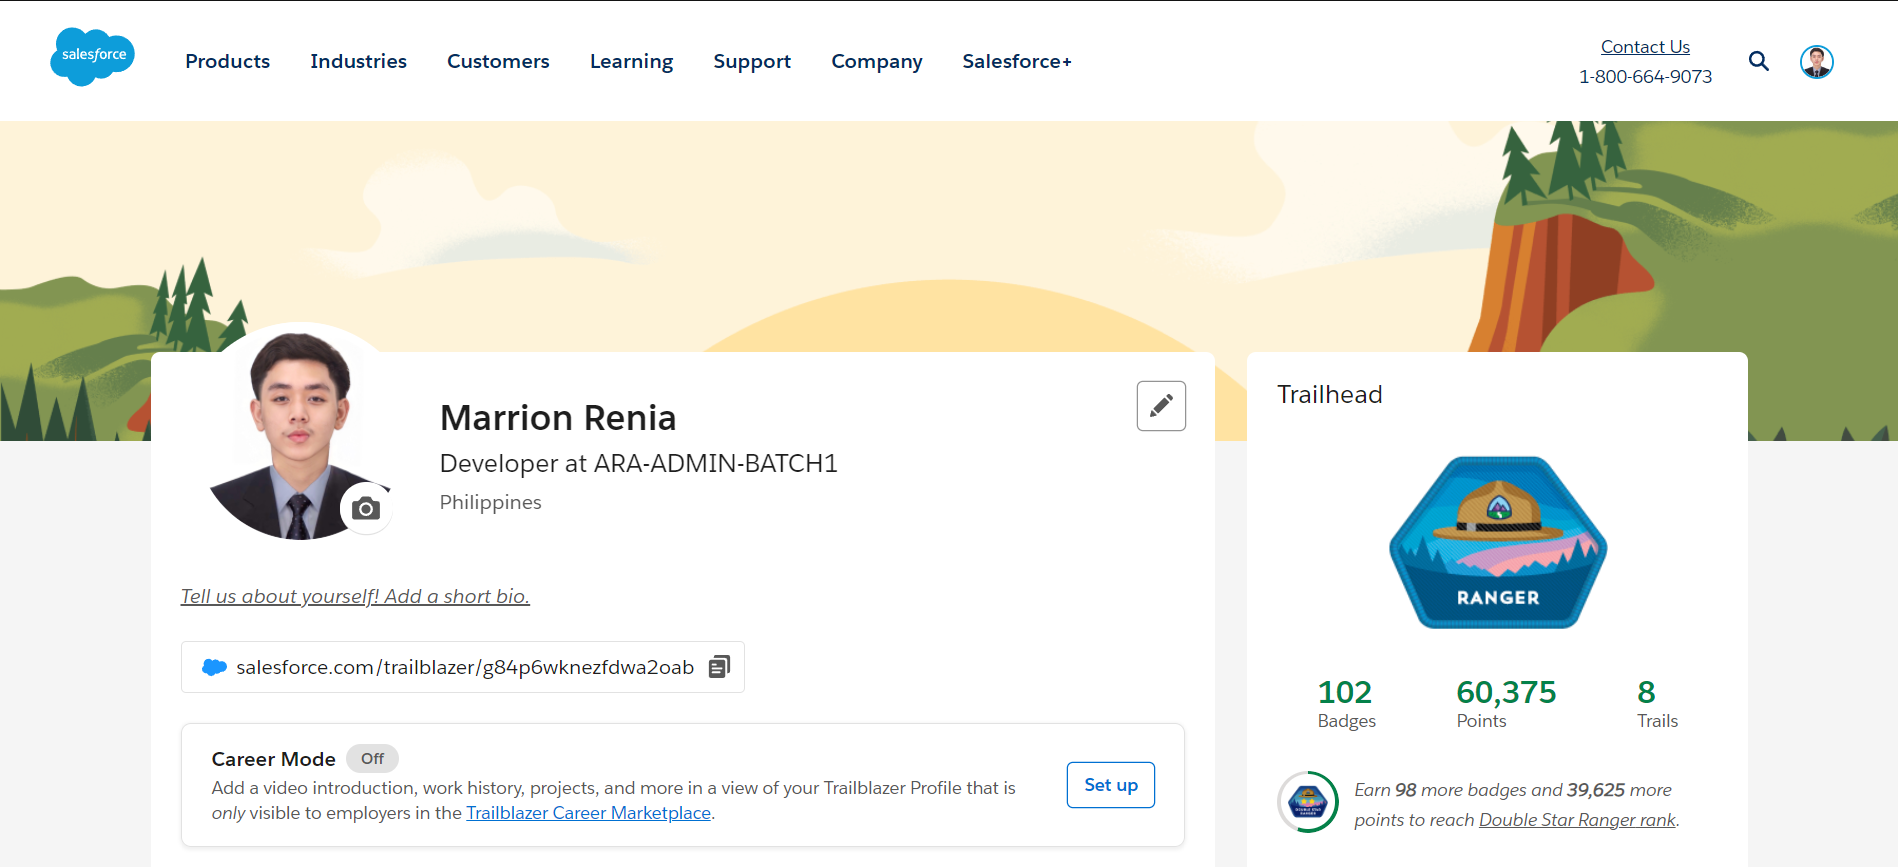 salesforce
Products Industries Customers Learning Support Company Salesforce+
Contact Us
1-800-664-9073
Marrion Renia
Developer at ARA-ADMIN-BATCH1
Philippines
Tell us about yourself! Add a short bio.
salesforce.com/trailblazer/g84p6wknezfdwa2oab
Career Mode Off
Add a video introduction, work history, projects, and more in a view of your Trailblazer Profile that is
only visible to employers in the Trailblazer Career Marketplace.
Set up
Trailhead
RANGER
102 60,375 8
Badges Points Trails
DOUBLE STAR
RANGER
Earn 98 more badges and 39,625 more
points to reach Double Star Ranger rank.